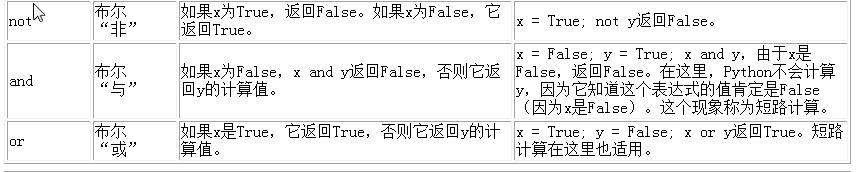 not
布尔
“非”
如果x为True，返回False。如果x为False，它
返回True。
x = True; not y返回False。
and
布尔
“与”
如果x为False，x and y返回False，否则它返
回y的计算值。
x = False; y = True; x and y，由于x是
False，返回False。在这里，Python不会计算
y，因为它知道这个表达式的值肯定是False
（因为x是False）。这个现象称为短路计算。
or
布尔
“或”
如果x是True，它返回True，否则它返回y的计
算值。
x = True; y = False; x or y返回True。短路
计算在这里也适用。